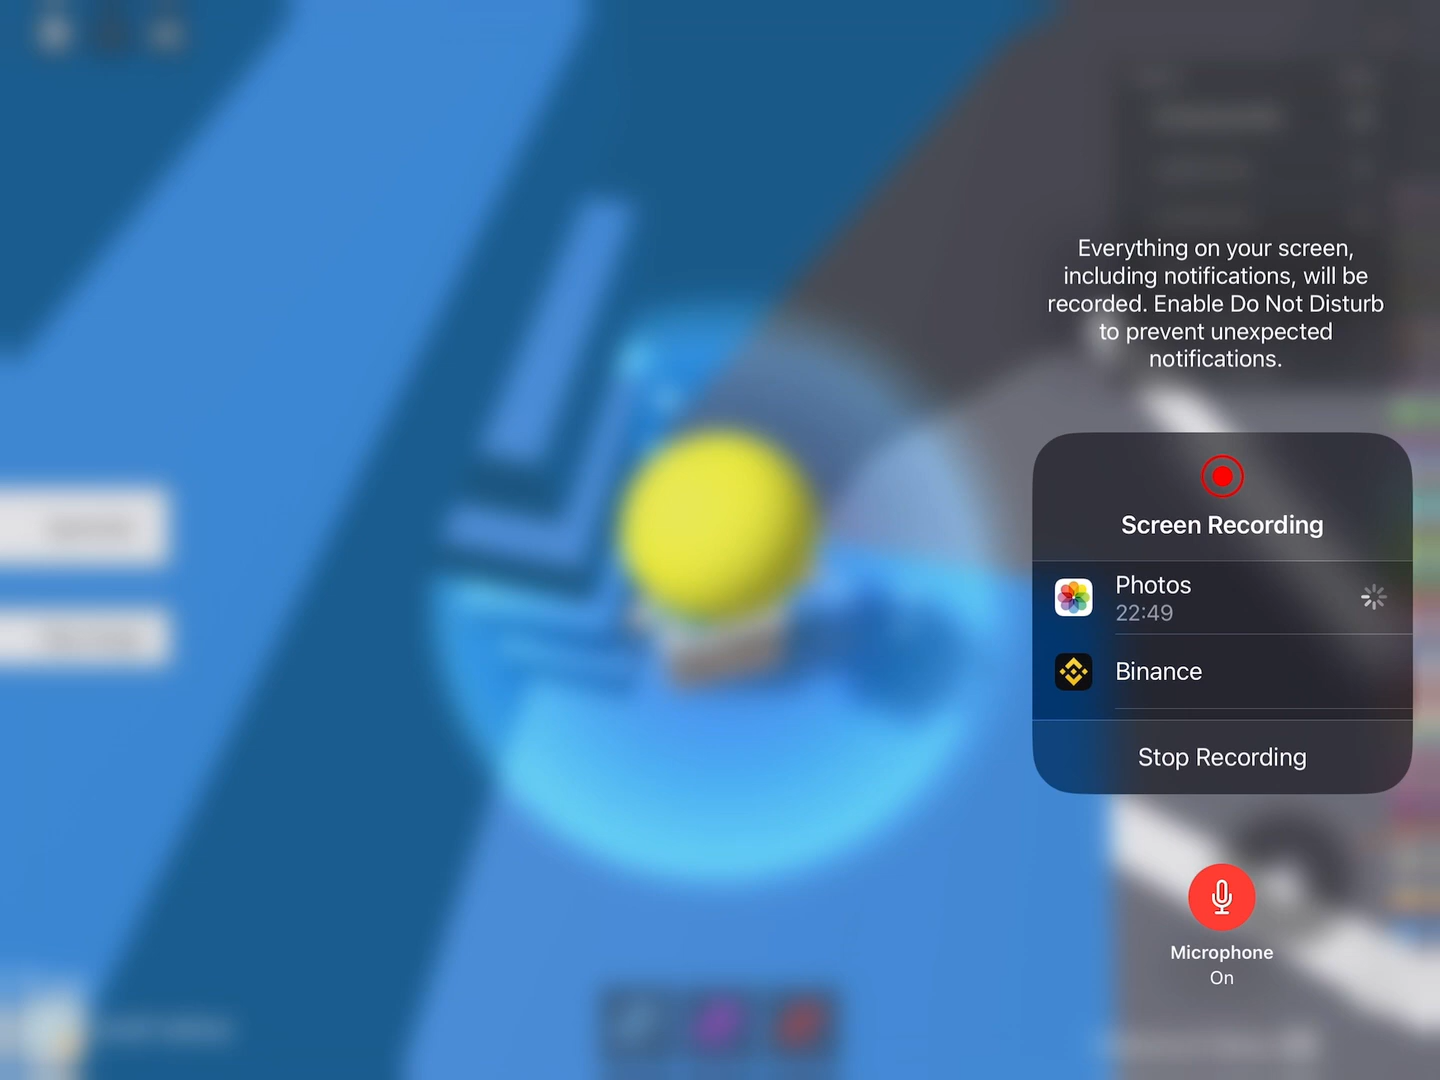 Everything on your screen,
including notifications, will be
recorded. Enable Do Not Disturb
to prevent unexpected
notifications.
Screen Recording
Photos
22:49
Binance
Stop Recording
Microphone
On